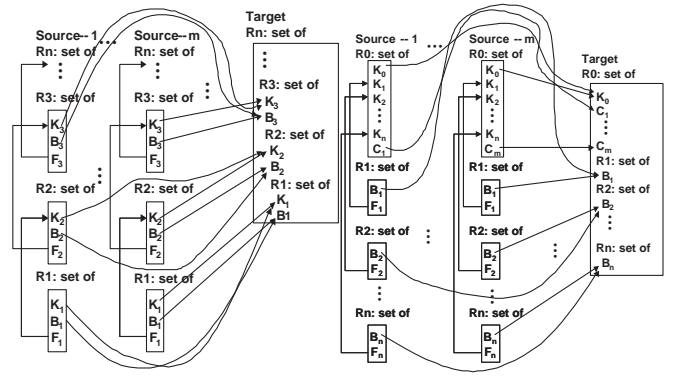 Source-- 1
Rn: set of
R3: set of
K3
B3
F3
R2: set of
K2
B2
F2
R1: set of
K1
B1
F1
Source-- m
Rn: set of
R3: set of
K3
B3
F3
R2: set of
K2
B2
F2
R1: set of
K1
B1
F1
Target
Rn: set of
R3: set of
K3
B3
R2: set of
K2
B2
R1: set of
K1
B1
Source -- 1
R0: set of
K0
K1
K2
Kn
C1
R1: set of
B1
F1
R2: set of
B2
F2
Rn: set of
Bn
Fn
Source -- m
R0: set of
K0
K1
K2
Kn
Cm
R1: set of
B1
F1
R2: set of
B2
F2
Rn: set of
Bn
Fn
Target
R0: set of
K0
C1
Cm
R1: set of
B1
R2: set of
B2
Rn: set of
Bn